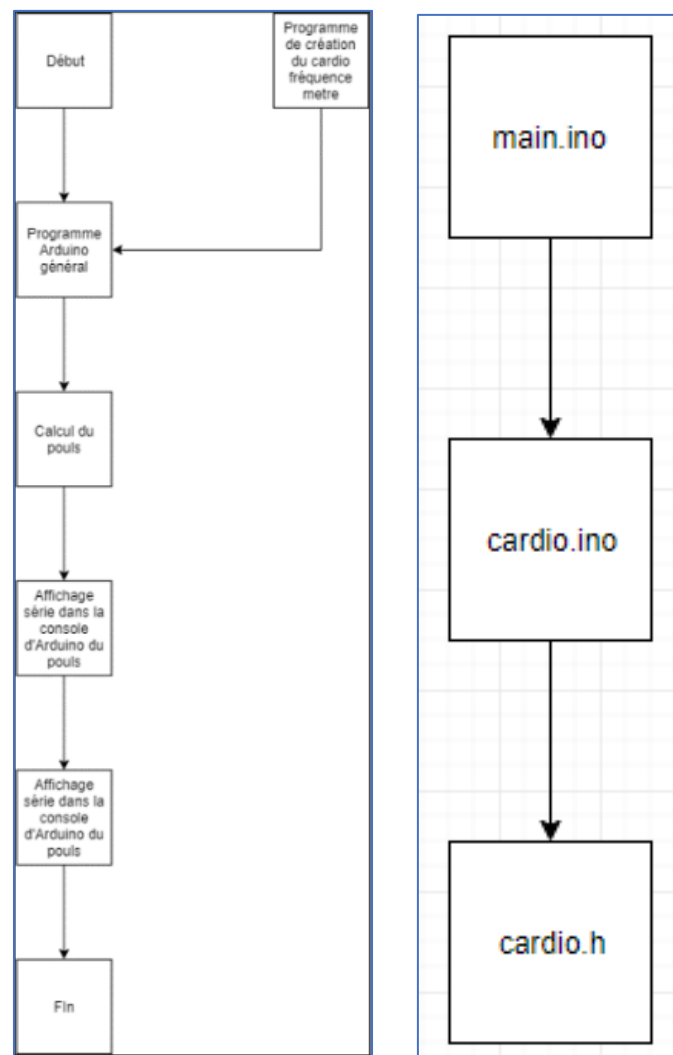 Début
Programme
de création
du cardio
fréquence
metre
Programme
Arduino
général
Calcul du
pouls
Affichage
série dans la
console
d'Arduino du
pouls
Affichage
série dans la
console
d'Arduino du
pouls
FIn
main.ino
cardio.ino
cardio.h